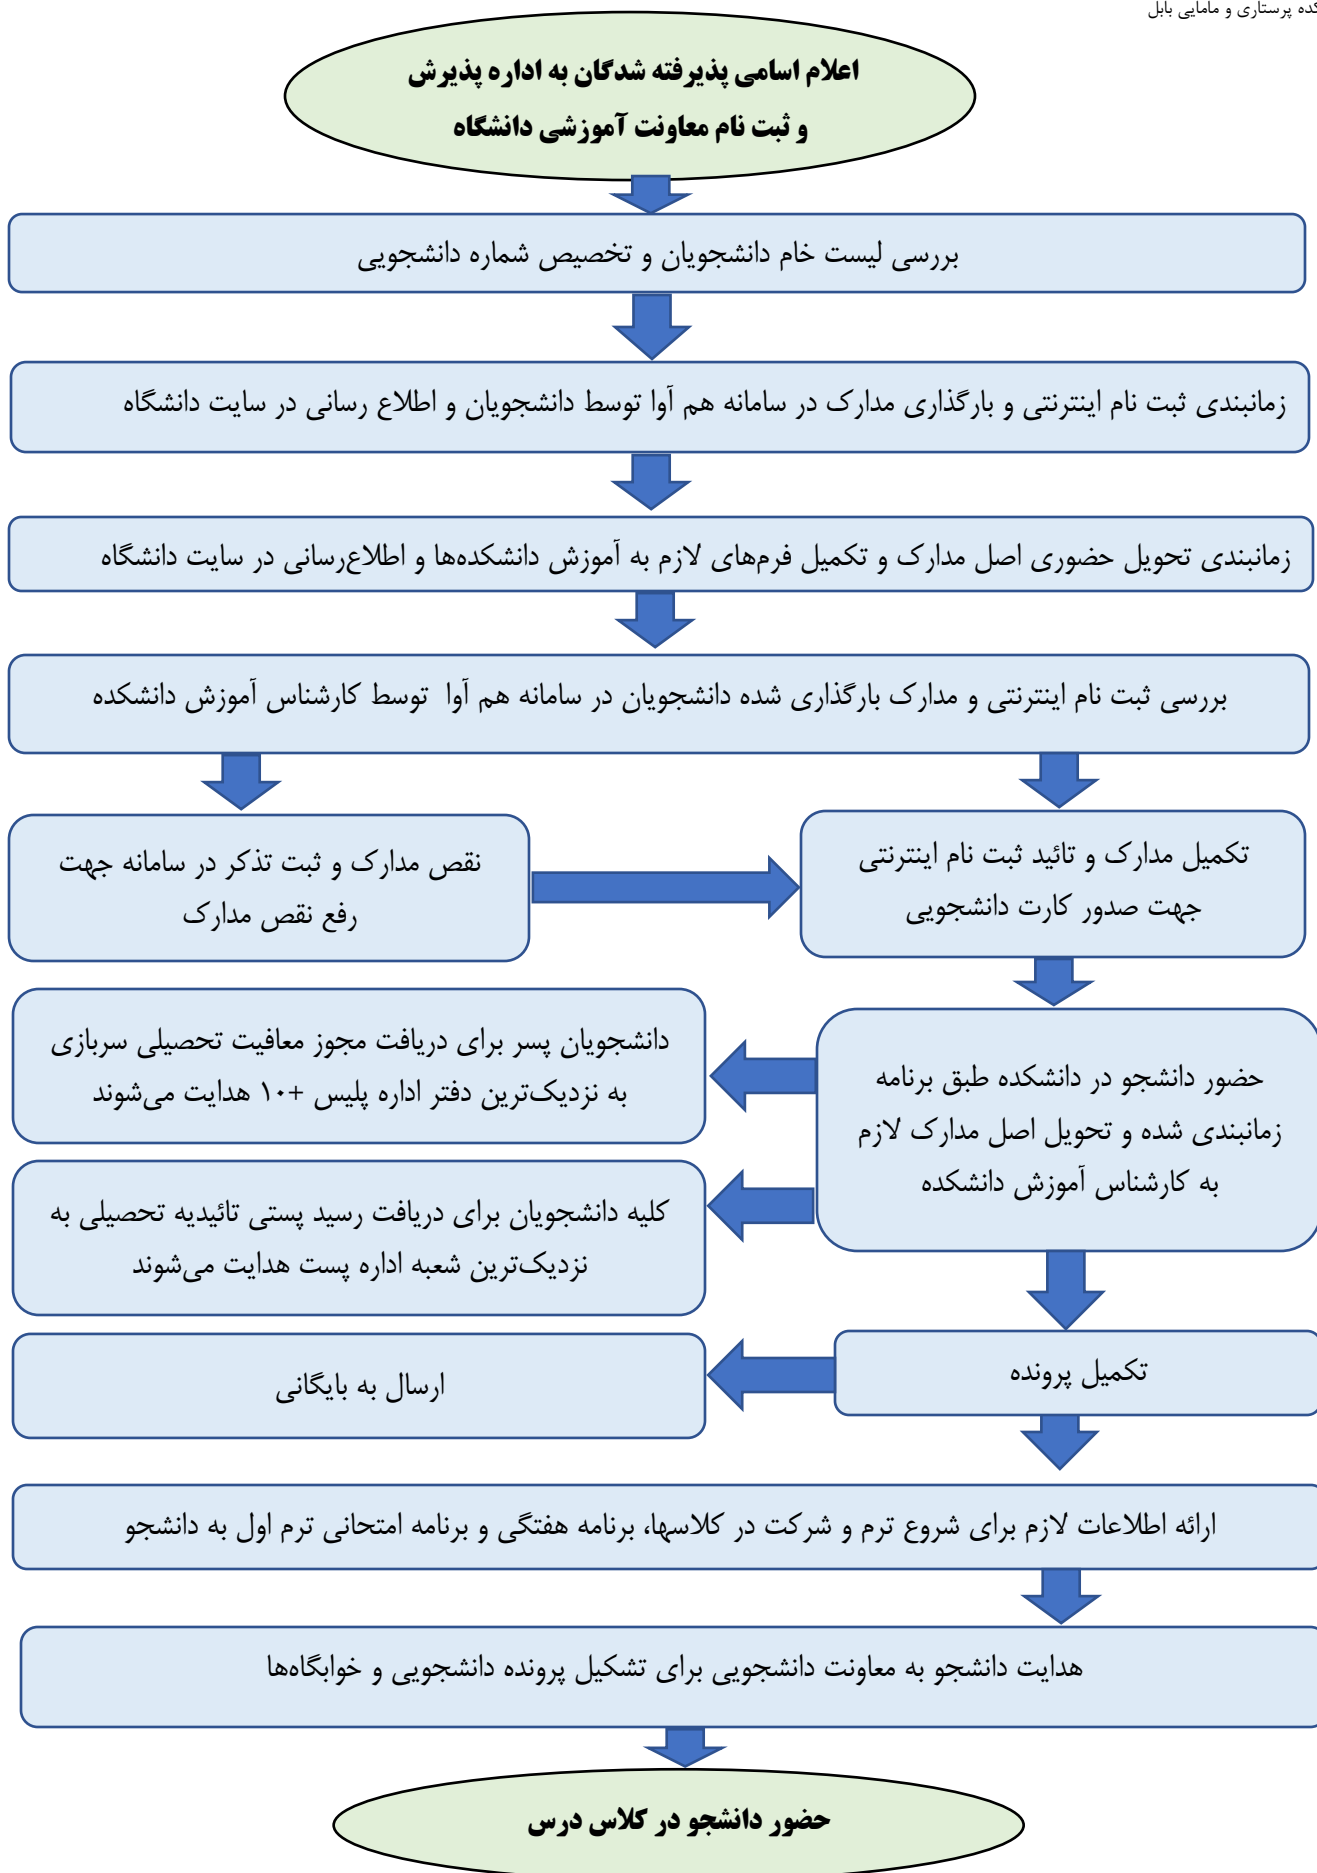 پرستاری و مامایی بابل
اعلام اسامی پذیرفته شدگان به اداره پذیرش
و ثبت نام معاونت آموزشی دانشگاه
بررسی لیست خام دانشجویان و تخصیص شماره دانشجویی
زمانبندی ثبت نام اینترنتی و بارگذاری مدارک در سامانه هم آوا توسط دانشجویان و اطلاع رسانی در سایت دانشگاه
زمانبندی تحویل حضوری اصل مدارک و تکمیل فرم‌های لازم به آموزش دانشکده‌ها و اطلاع‌رسانی در سایت دانشگاه
بررسی ثبت نام اینترنتی و مدارک بارگذاری شده دانشجویان در سامانه هم آوا توسط کارشناس آموزش دانشکده
تکمیل مدارک و تائید ثبت نام اینترنتی
جهت صدور کارت دانشجویی
نقص مدارک و ثبت تذکر در سامانه جهت
رفع نقص مدارک
حضور دانشجو در دانشکده طبق برنامه
زمانبندی شده و تحویل اصل مدارک لازم
به کارشناس آموزش دانشکده
دانشجویان پسر برای دریافت مجوز معافیت تحصیلی سربازی
به نزدیک‌ترین دفتر اداره پلیس +۱۰ هدایت می‌شوند
کلیه دانشجویان برای دریافت رسید پستی تائیدیه تحصیلی به
نزدیک‌ترین شعبه اداره پست هدایت می‌شوند
تکمیل پرونده
ارسال به بایگانی
ارائه اطلاعات لازم برای شروع ترم و شرکت در کلاسها، برنامه هفتگی و برنامه امتحانی ترم اول به دانشجو
هدایت دانشجو به معاونت دانشجویی برای تشکیل پرونده دانشجویی و خوابگاه‌ها
حضور دانشجو در کلاس درس